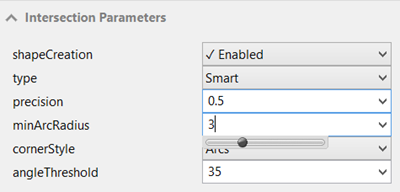 Intersection Parameters
shapeCreation ✓ Enabled
type Smart
precision 0.5
minArcRadius 3
cornerStyle Arcs
angleThreshold 35